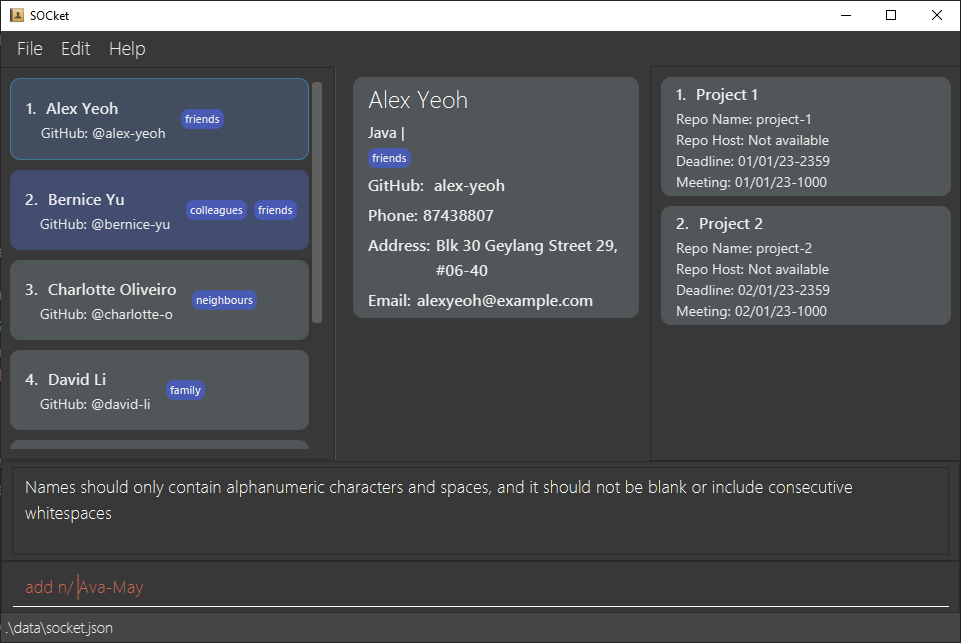 SOCket
File Edit Help
1. Alex Yeoh
GitHub: @alex-yeoh
friends
2. Bernice Yu
GitHub: @bernice-yu
colleagues friends
3. Charlotte Oliveiro
GitHub: @charlotte-o
neighbours
4. David Li
GitHub: @david-li
family
Alex Yeoh
Java |
friends
GitHub: alex-yeoh
Phone: 87438807
Address: Blk 30 Geylang Street 29,
#06-40
Email: alexyeoh@example.com
1. Project 1
Repo Name: project-1
Repo Host: Not available
Deadline: 01/01/23-2359
Meeting: 01/01/23-1000
2. Project 2
Repo Name: project-2
Repo Host: Not available
Deadline: 02/01/23-2359
Meeting: 02/01/23-1000
Names should only contain alphanumeric characters and spaces, and it should not be blank or include consecutive
whitespaces
add n/ Ava-May
.\data\socket.json